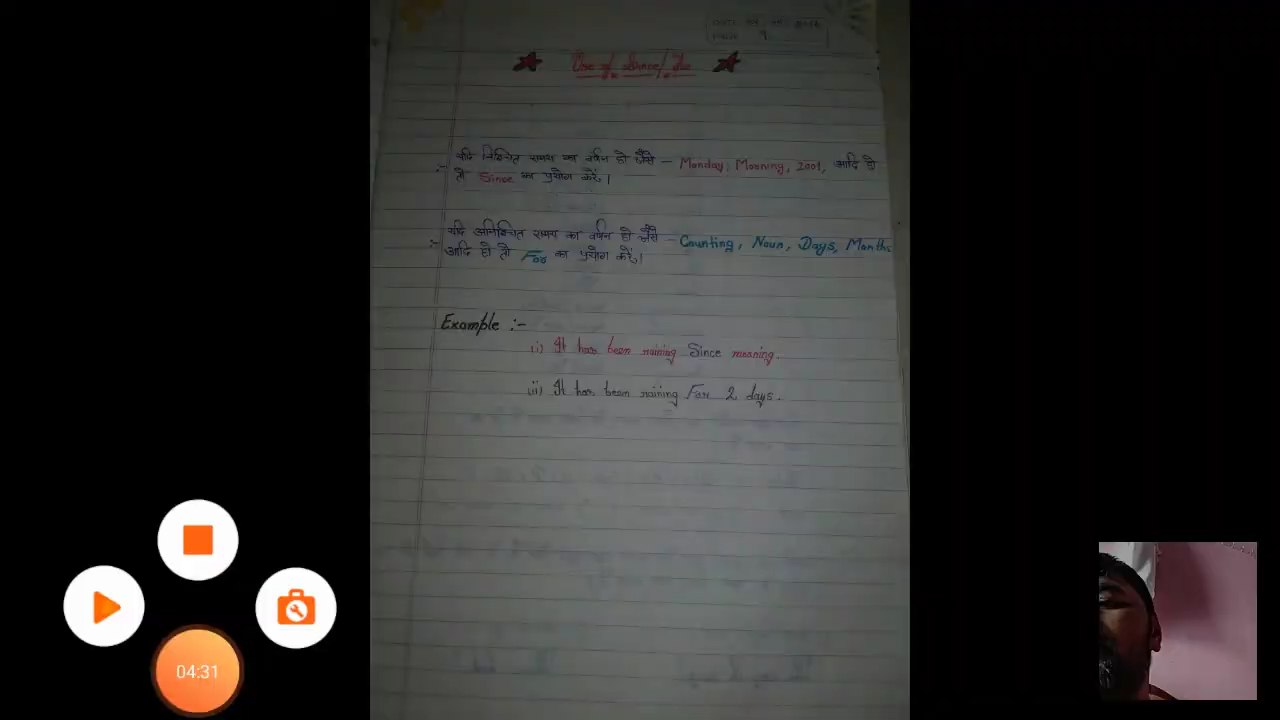 Use of Since/For
यदि निश्चित समय का वर्णन हो जैसे - Monday, Morning, 2001, आदि हो
तो Since का प्रयोग करें।
यदि अनिश्चित समय का वर्णन हो जैसे - Counting, Noun, Days, Months
आदि हो तो For का प्रयोग करें।
Example :-
(i) It has been raining Since morning.
(ii) It has been raining For 2 days.
04:31